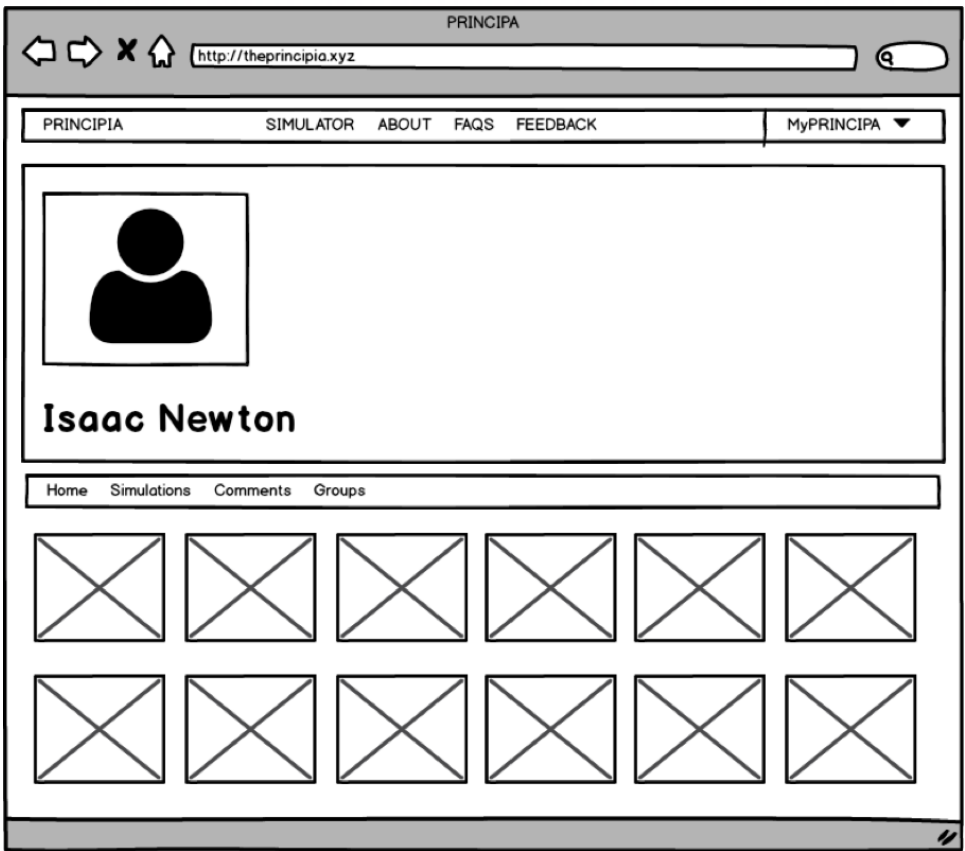 PRINCIPA
http://theprincipia.xyz
PRINCIPIA SIMULATOR ABOUT FAQS FEEDBACK MyPRINCIPA
Isaac Newton
Home Simulations Comments Groups